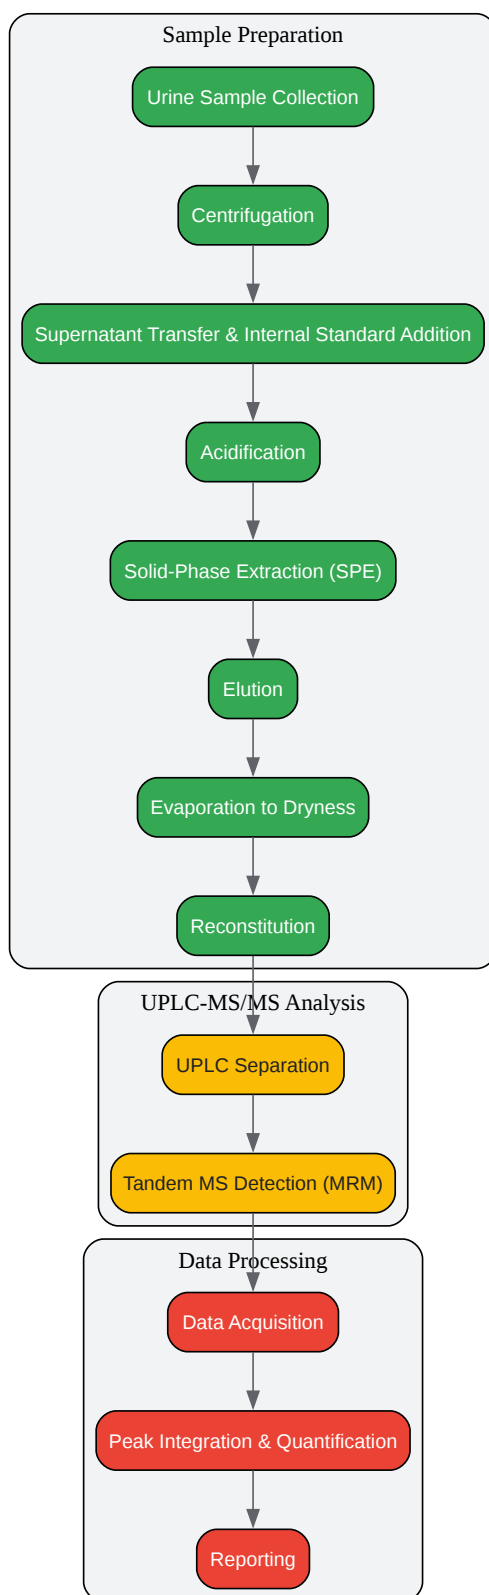 Sample Preparation
Urine Sample Collection
Centrifugation
Supernatant Transfer & Internal Standard Addition
Acidification
Solid-Phase Extraction (SPE)
Elution
Evaporation to Dryness
Reconstitution
UPLC-MS/MS Analysis
UPLC Separation
Tandem MS Detection (MRM)
Data Processing
Data Acquisition
Peak Integration & Quantification
Reporting